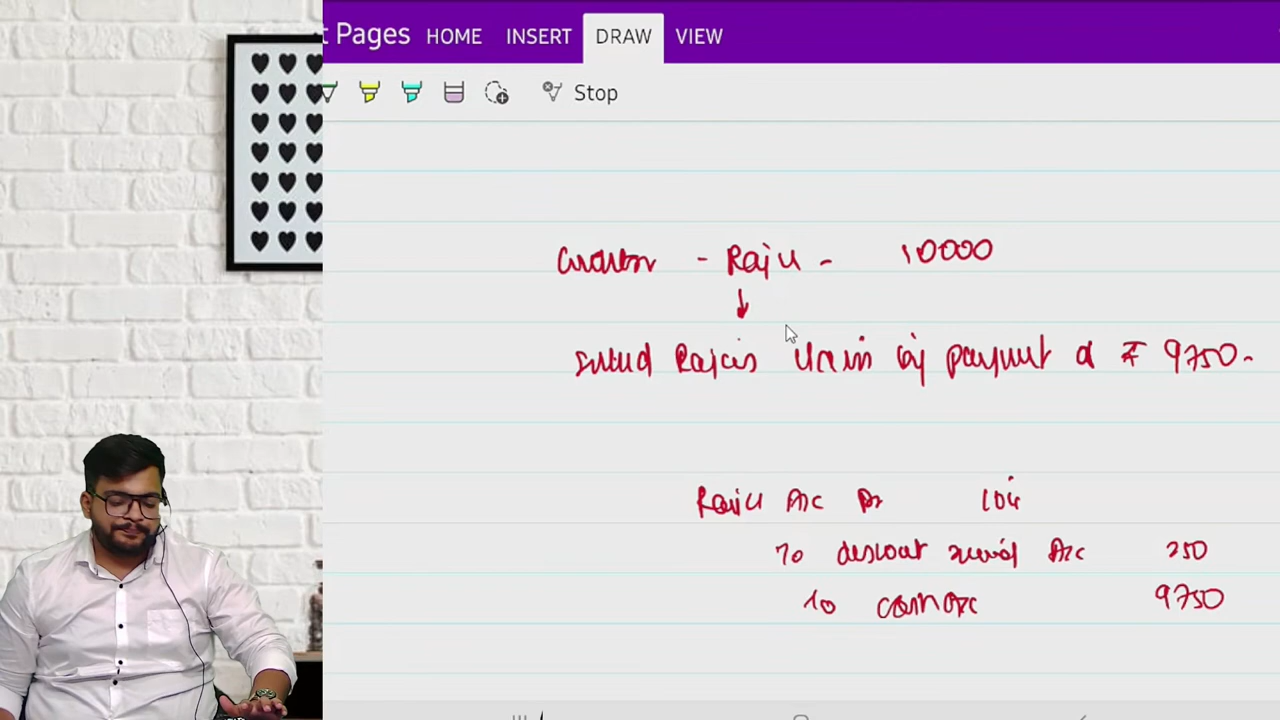 t Pages HOME INSERT DRAW VIEW
Stop
Creditor - Raju - 10000
settled Raju's claim by payment of ₹ 9750.
Raju A/c Dr 10k
To discount received A/c 250
To cash A/c 9750